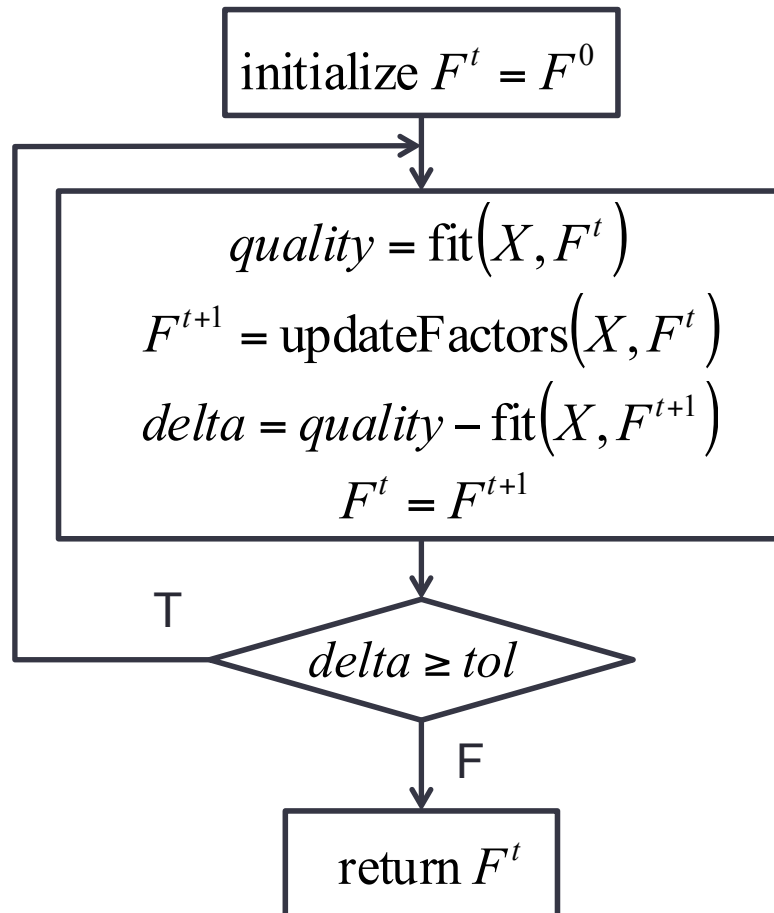 initialize F^t = F^0
quality = fit(X, F^t)
F^{t+1} = updateFactors(X, F^t)
delta = quality − fit(X, F^{t+1})
F^t = F^{t+1}
T
delta ≥ tol
F
return F^t